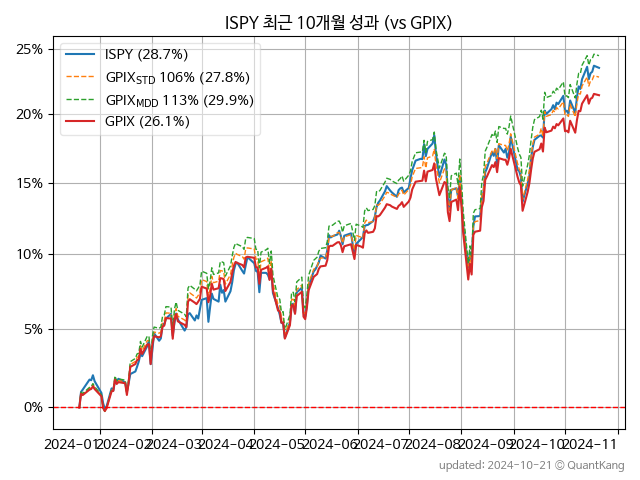 ISPY 최근 10개월 성과 (vs GPIX)
ISPY (28.7%)
GPIXSTD 106% (27.8%)
GPIXMDD 113% (29.9%)
GPIX (26.1%)
25%
20%
15%
10%
5%
0%
2024-01 2024-02 2024-03 2024-04 2024-05 2024-06 2024-07 2024-08 2024-09 2024-10 2024-11
updated: 2024-10-21 © QuantKang